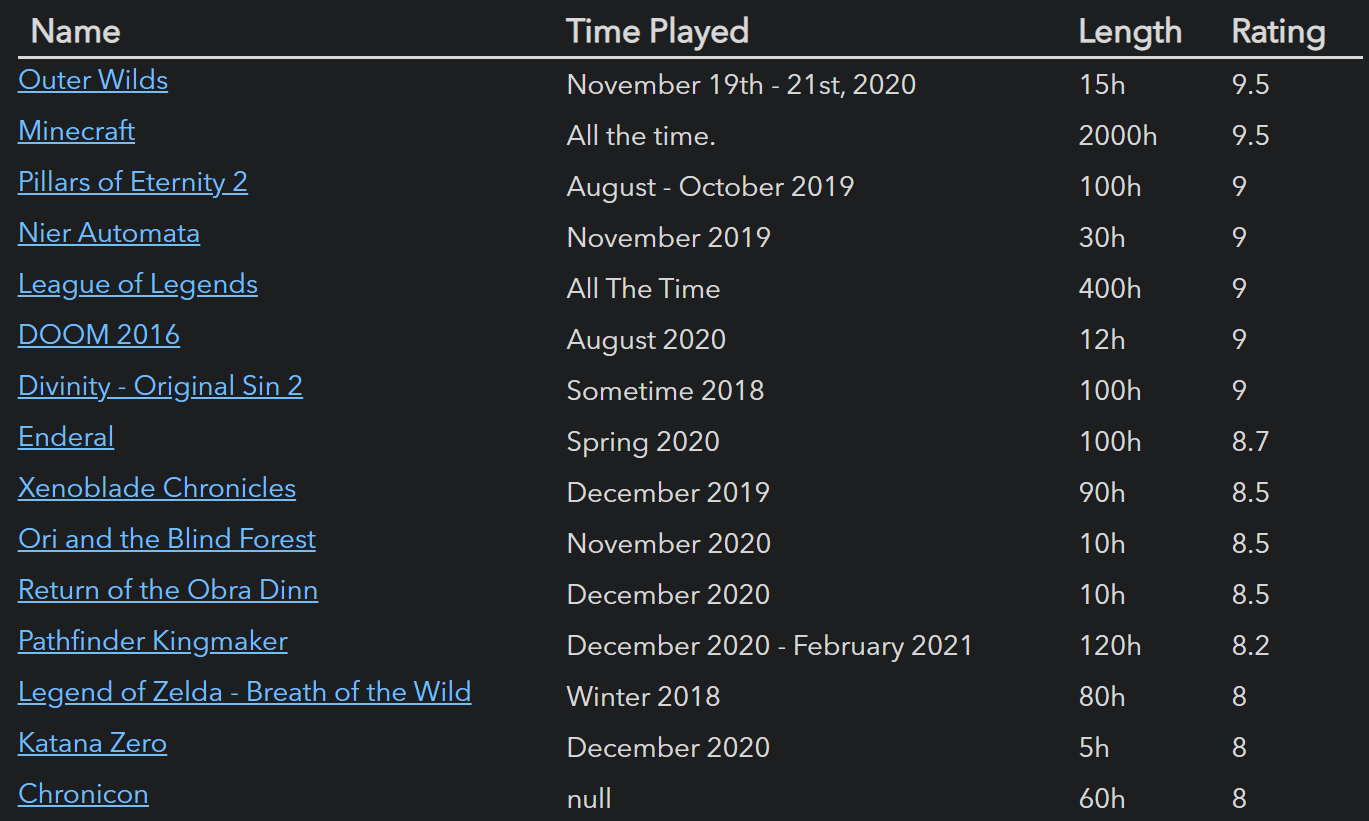 Name Time Played Length Rating
Outer Wilds November 19th - 21st, 2020 15h 9.5
Minecraft All the time. 2000h 9.5
Pillars of Eternity 2 August - October 2019 100h 9
Nier Automata November 2019 30h 9
League of Legends All The Time 400h 9
DOOM 2016 August 2020 12h 9
Divinity - Original Sin 2 Sometime 2018 100h 9
Enderal Spring 2020 100h 8.7
Xenoblade Chronicles December 2019 90h 8.5
Ori and the Blind Forest November 2020 10h 8.5
Return of the Obra Dinn December 2020 10h 8.5
Pathfinder Kingmaker December 2020 - February 2021 120h 8.2
Legend of Zelda - Breath of the Wild Winter 2018 80h 8
Katana Zero December 2020 5h 8
Chronicon null 60h 8